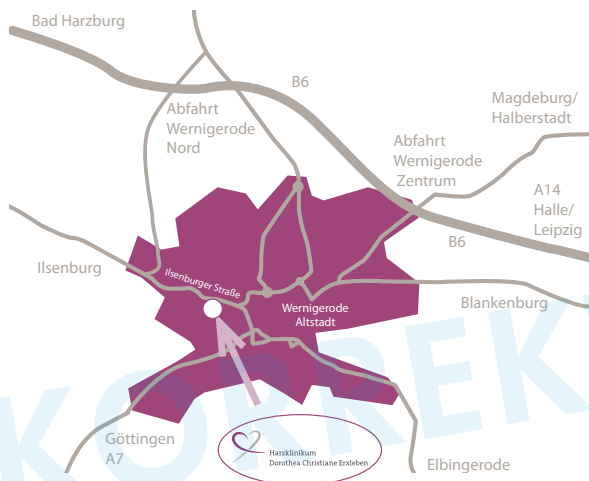 Bad Harzburg
B6
Abfahrt
Wernigerode
Nord
Magdeburg/
Halberstadt
Abfahrt
Wernigerode
Zentrum
A14
Halle/
Leipzig
B6
Ilsenburg
Ilsenburger Straße
Wernigerode
Altstadt
Blankenburg
KORREKT
Göttingen
A7
Harzklinikum
Dorothea Christiane Erxleben
Elbingerode